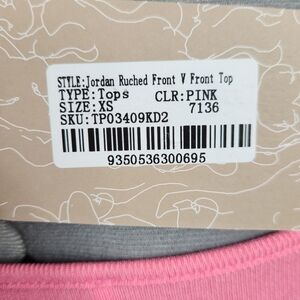 STYLE:Jordan Ruched Front V Front Top
TYPE:Tops CLR:PINK
SIZE:XS 7136
SKU:TP03409KD2
9350536300695